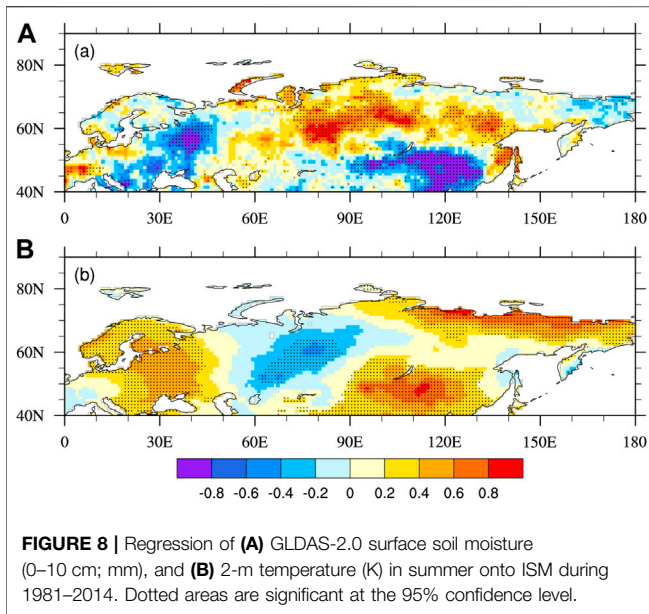 A
(a)
80N
60N
40N
0 30E 60E 90E 120E 150E 180
B
(b)
80N
60N
40N
0 30E 60E 90E 120E 150E 180
-0.8 -0.6 -0.4 -0.2 0 0.2 0.4 0.6 0.8
FIGURE 8 | Regression of (A) GLDAS-2.0 surface soil moisture
(0–10 cm; mm), and (B) 2-m temperature (K) in summer onto ISM during
1981–2014. Dotted areas are significant at the 95% confidence level.